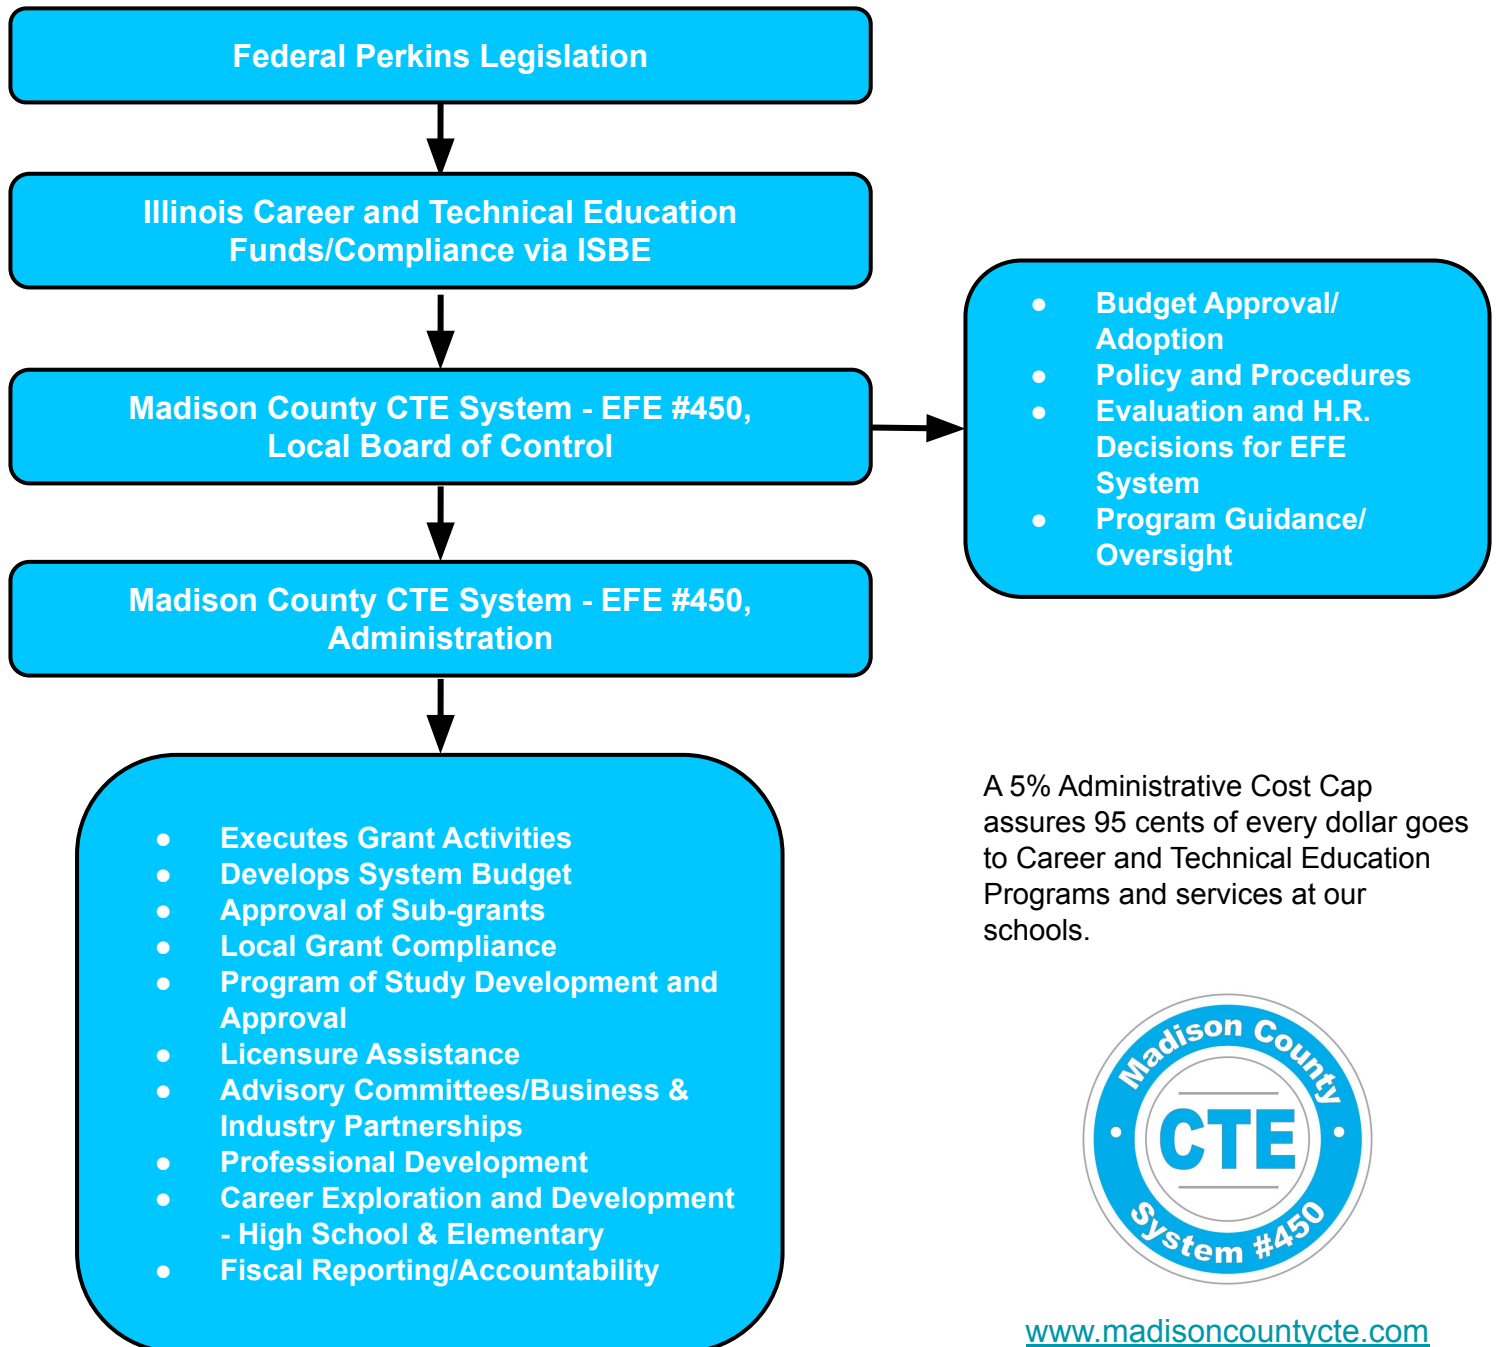 Federal Perkins Legislation
Illinois Career and Technical Education
Funds/Compliance via ISBE
Madison County CTE System - EFE #450,
Local Board of Control
● Budget Approval/
Adoption
● Policy and Procedures
● Evaluation and H.R.
Decisions for EFE
System
● Program Guidance/
Oversight
Madison County CTE System - EFE #450,
Administration
● Executes Grant Activities
● Develops System Budget
● Approval of Sub-grants
● Local Grant Compliance
● Program of Study Development and
Approval
● Licensure Assistance
● Advisory Committees/Business &
Industry Partnerships
● Professional Development
● Career Exploration and Development
- High School & Elementary
● Fiscal Reporting/Accountability
A 5% Administrative Cost Cap
assures 95 cents of every dollar goes
to Career and Technical Education
Programs and services at our
schools.
Madison County
CTE
System #450
www.madisoncountycte.com